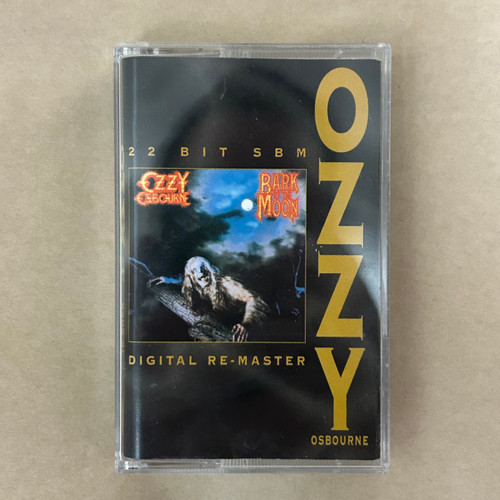 22 BIT SBM
OZZY
OSBOURNE
BARK
AT THE
MOON
DIGITAL RE-MASTER
OZZY
OSBOURNE